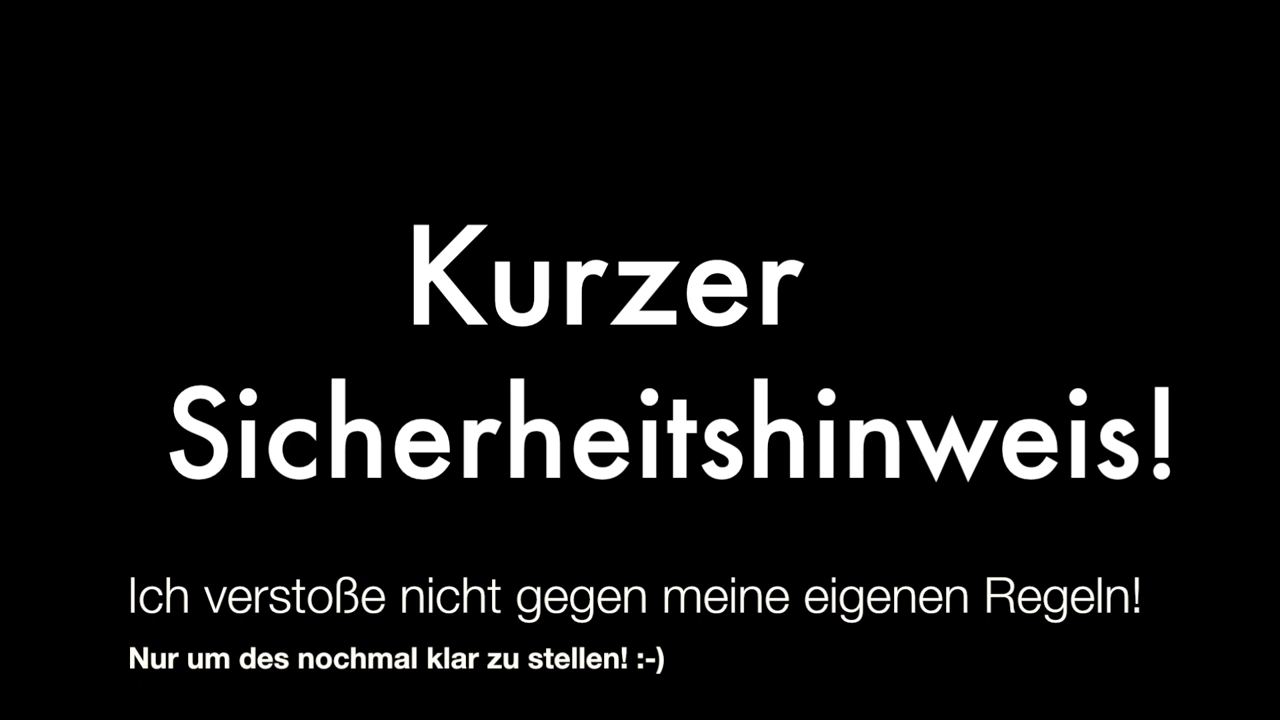 Kurzer
Sicherheitshinweis!
Ich verstoße nicht gegen meine eigenen Regeln!
Nur um des nochmal klar zu stellen! :-)